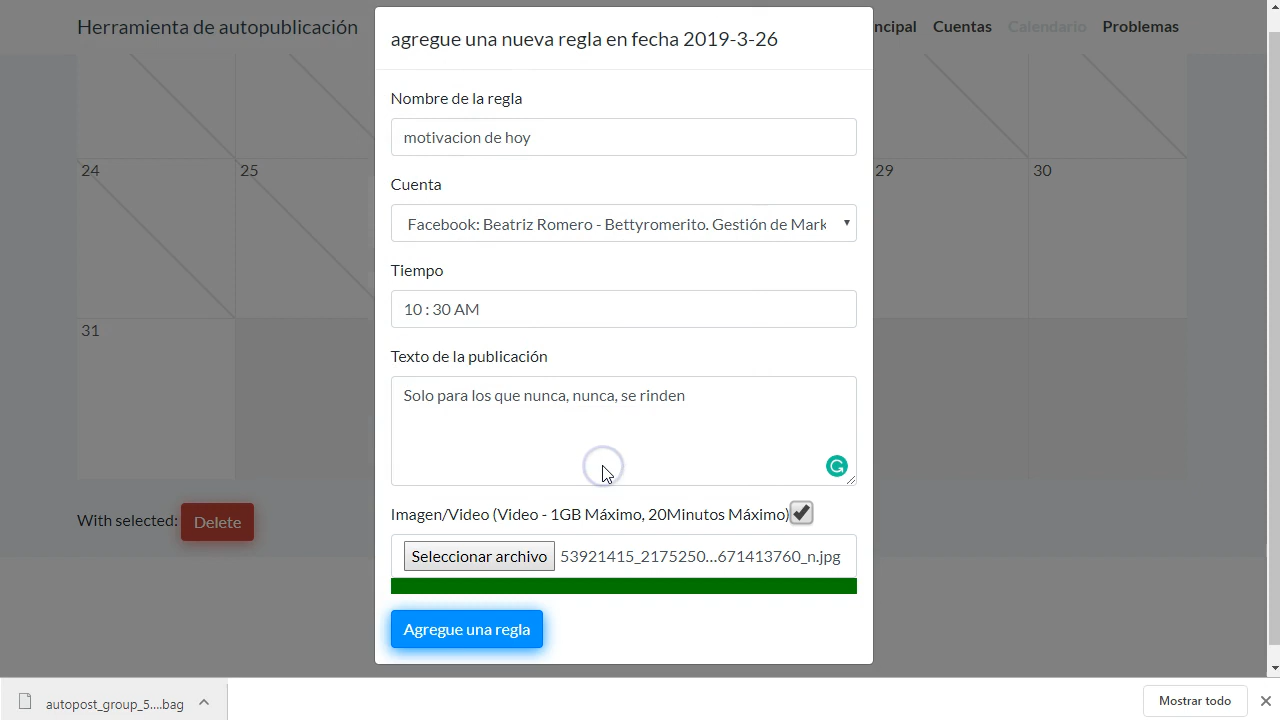 Herramienta de autopublicación
ncipal Cuentas Calendario Problemas
agregue una nueva regla en fecha 2019-3-26
Nombre de la regla
motivacion de hoy
Cuenta
Facebook: Beatriz Romero - Bettyromerito. Gestión de Mark
Tiempo
10 : 30 AM
Texto de la publicación
Solo para los que nunca, nunca, se rinden
Imagen/Video (Video - 1GB Máximo, 20Minutos Máximo)
Seleccionar archivo 53921415_2175250...671413760_n.jpg
Agregue una regla
24 25 29 30
31
With selected: Delete
autopost_group_5....bag
Mostrar todo